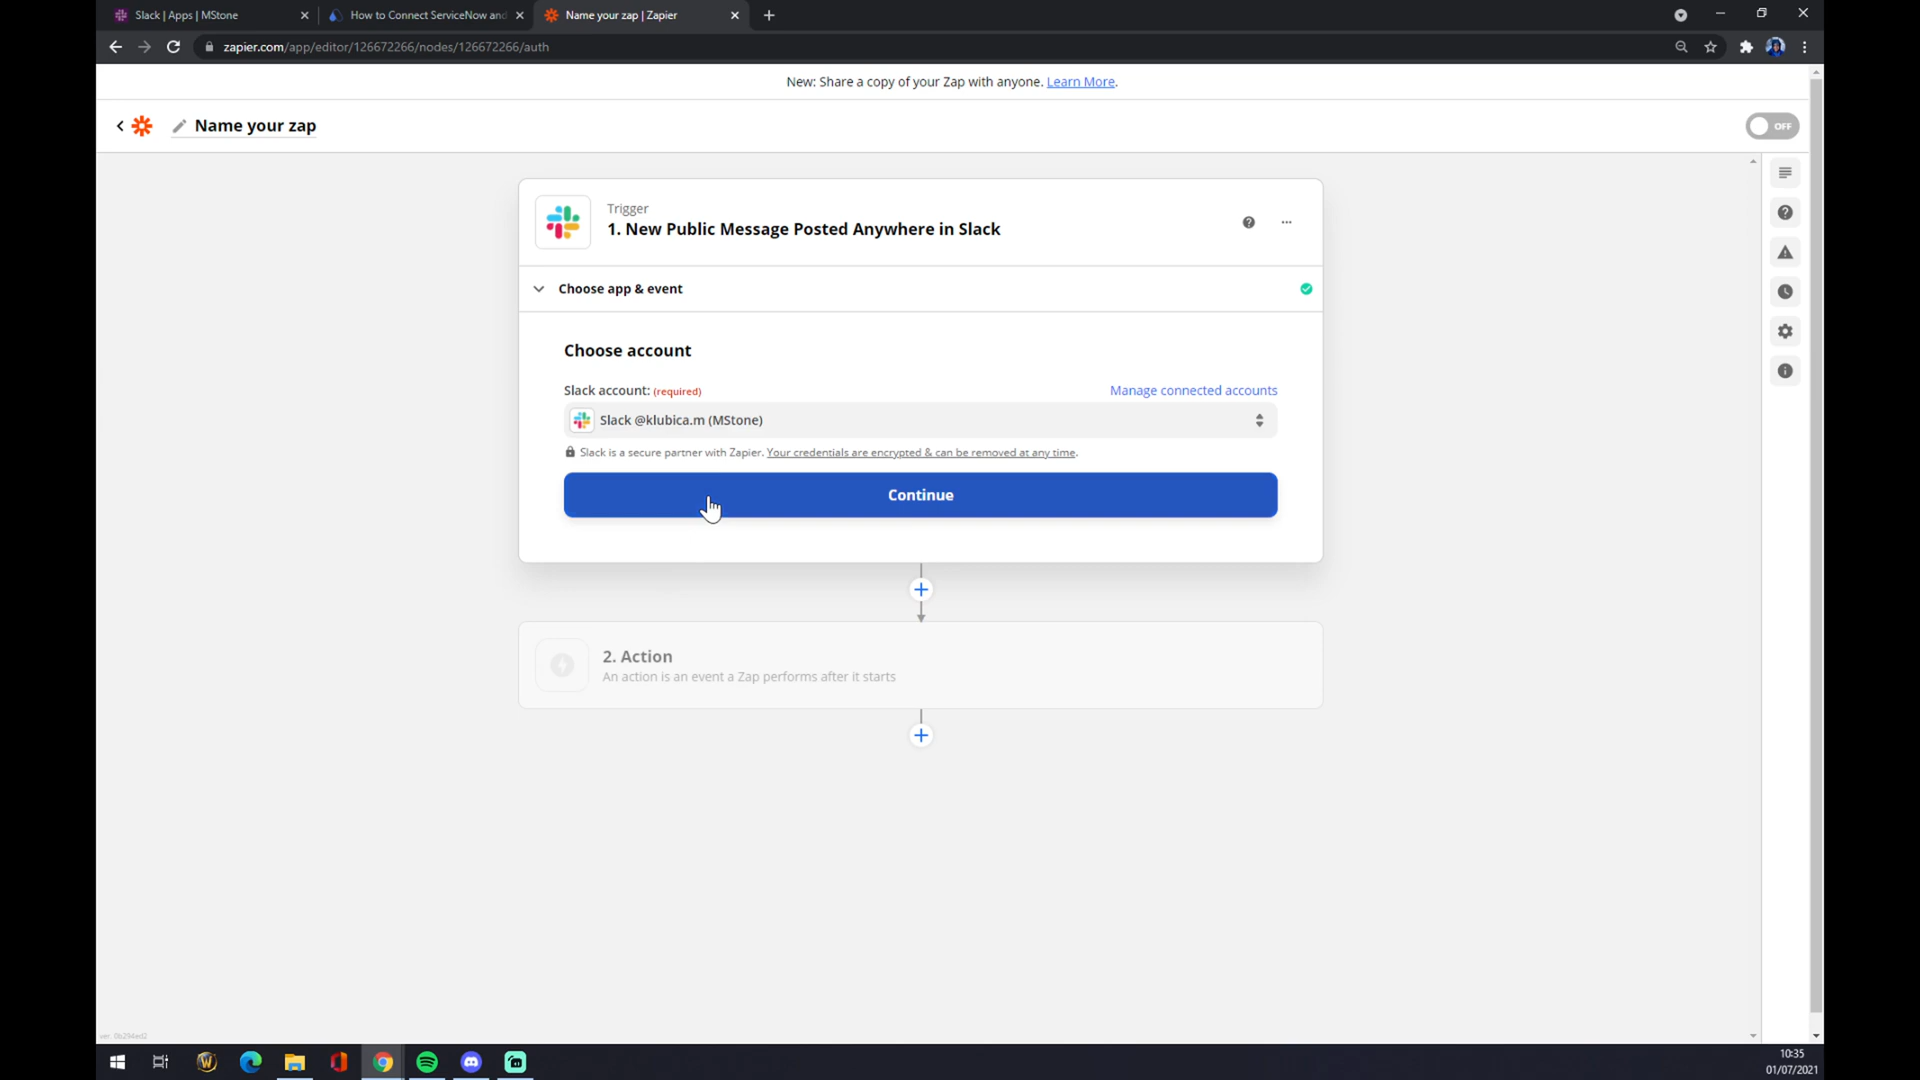 Slack | Apps | MStone
How to Connect ServiceNow and
Name your zap | Zapier
zapier.com/app/editor/126672266/nodes/126672266/auth
New: Share a copy of your Zap with anyone. Learn More.
Name your zap
OFF
Trigger
1. New Public Message Posted Anywhere in Slack
Choose app & event
Choose account
Slack account: (required)
Manage connected accounts
Slack @klubica.m (MStone)
Slack is a secure partner with Zapier. Your credentials are encrypted & can be removed at any time.
Continue
2. Action
An action is an event a Zap performs after it starts
ver. 0b294ed2
10:35
01/07/2021